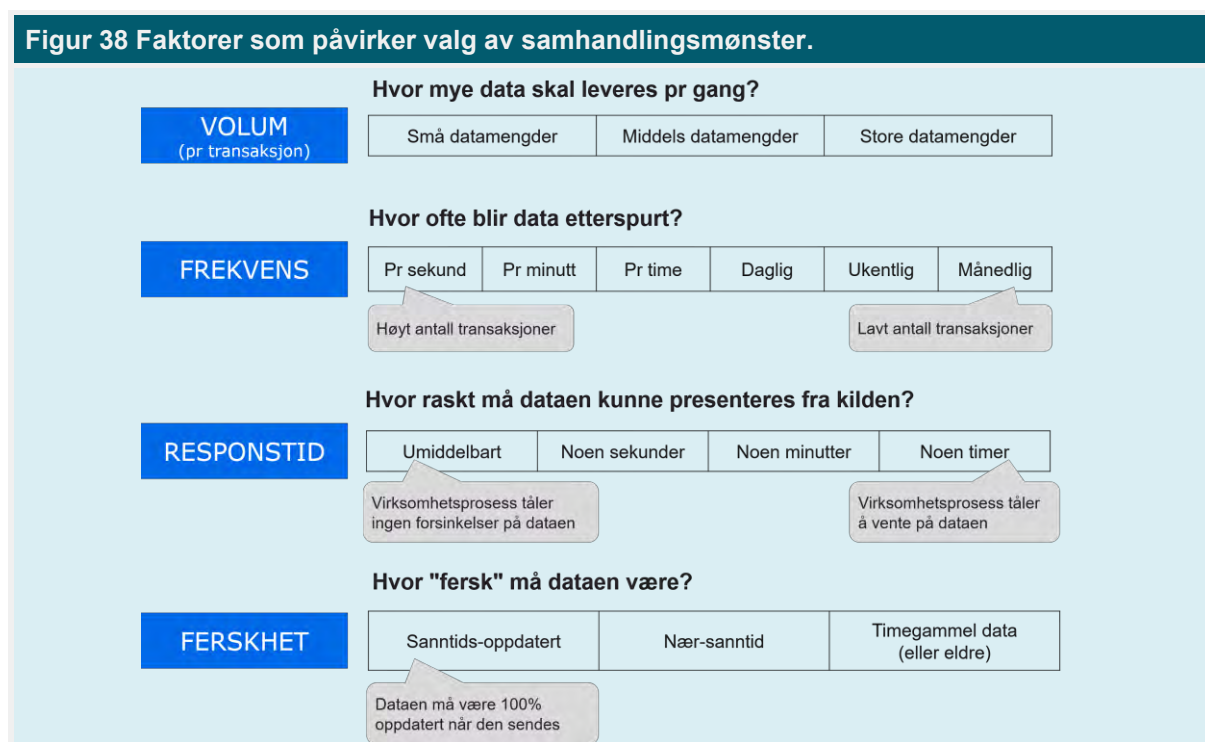 Figur 38 Faktorer som påvirker valg av samhandlingsmønster.
Hvor mye data skal leveres pr gang?
VOLUM
(pr transaksjon)
Små datamengder
Middels datamengder
Store datamengder
Hvor ofte blir data etterspurt?
FREKVENS
Pr sekund
Pr minutt
Pr time
Daglig
Ukentlig
Månedlig
Høyt antall transaksjoner
Lavt antall transaksjoner
Hvor raskt må dataen kunne presenteres fra kilden?
RESPONSTID
Umiddelbart
Noen sekunder
Noen minutter
Noen timer
Virksomhetsprosess tåler
ingen forsinkelser på dataen
Virksomhetsprosess tåler
å vente på dataen
Hvor "fersk" må dataen være?
FERSKHET
Sanntids-oppdatert
Nær-sanntid
Timegammel data
(eller eldre)
Dataen må være 100%
oppdatert når den sendes